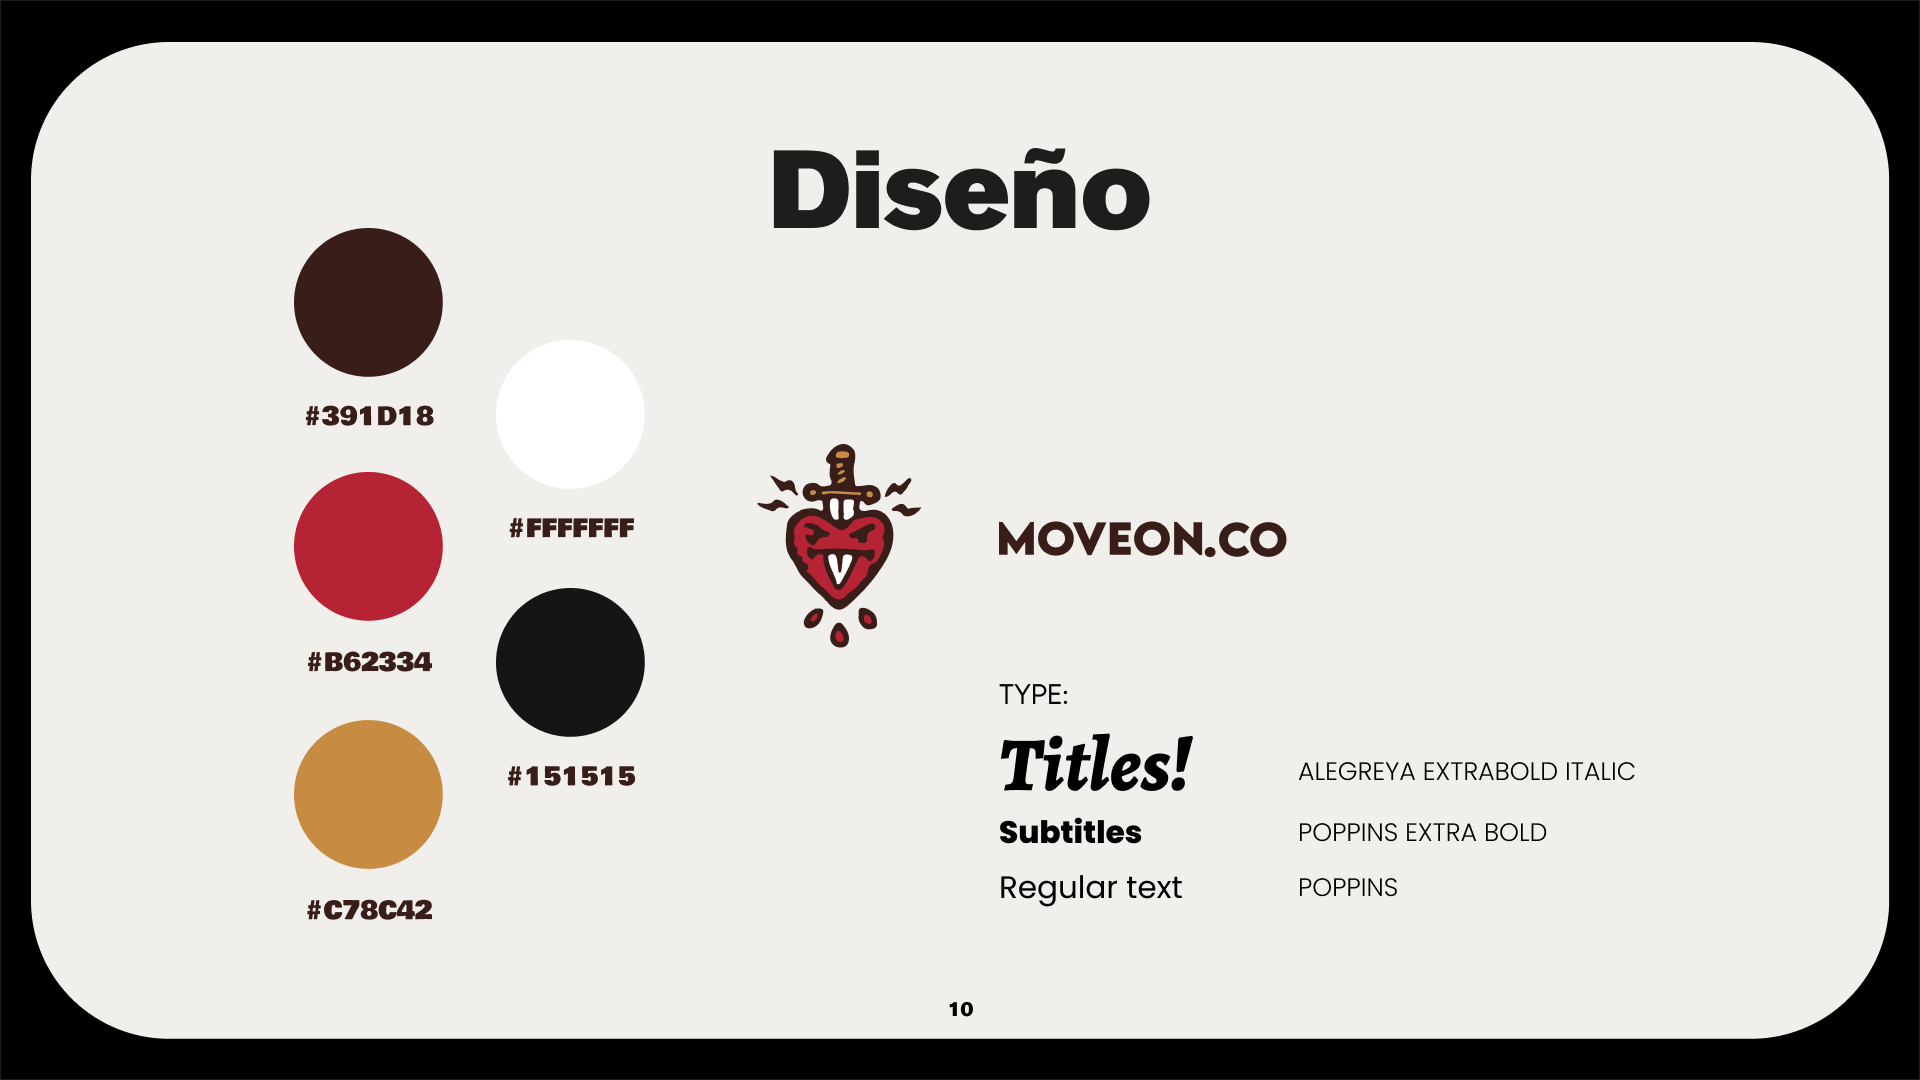 Diseño
#391D18
#FFFFFFF
#B62334
#151515
#C78C42
MOVEON.CO
TYPE:
Titles! ALEGREYA EXTRABOLD ITALIC
Subtitles POPPINS EXTRA BOLD
Regular text POPPINS
10